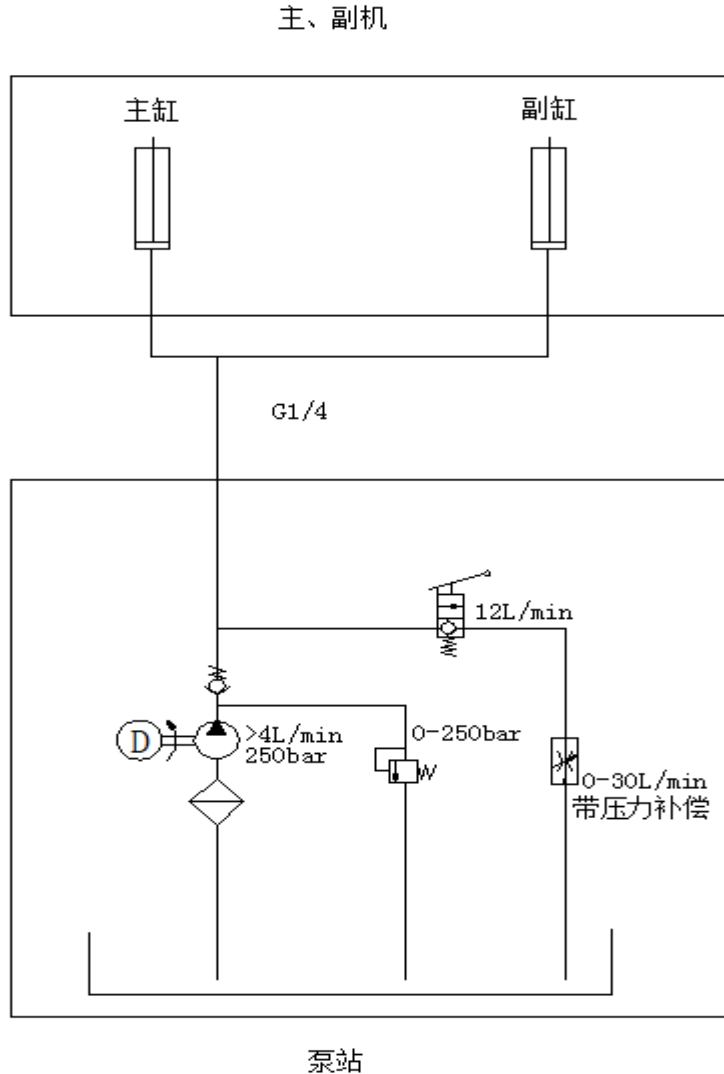 主、副机
主缸
副缸
G1/4
12L/min
D
>4L/min
250bar
0-250bar
0-30L/min
带压力补偿
泵站